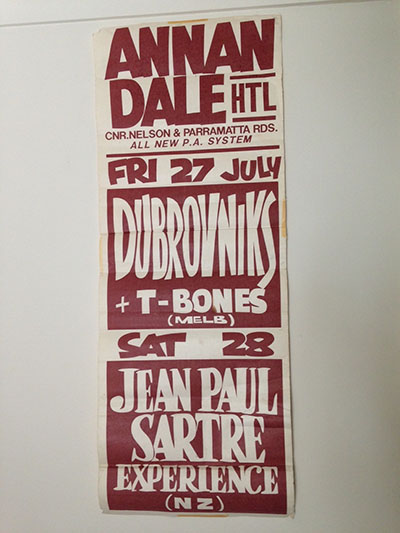 ANNAN
DALE HTL
CNR.NELSON & PARRAMATTA RDS.
ALL NEW P.A. SYSTEM
FRI 27 JULY
DUBROVNIKS
+ T-BONES
(MELB)
SAT 28
JEAN PAUL
SARTRE
EXPERIENCE
(NZ)